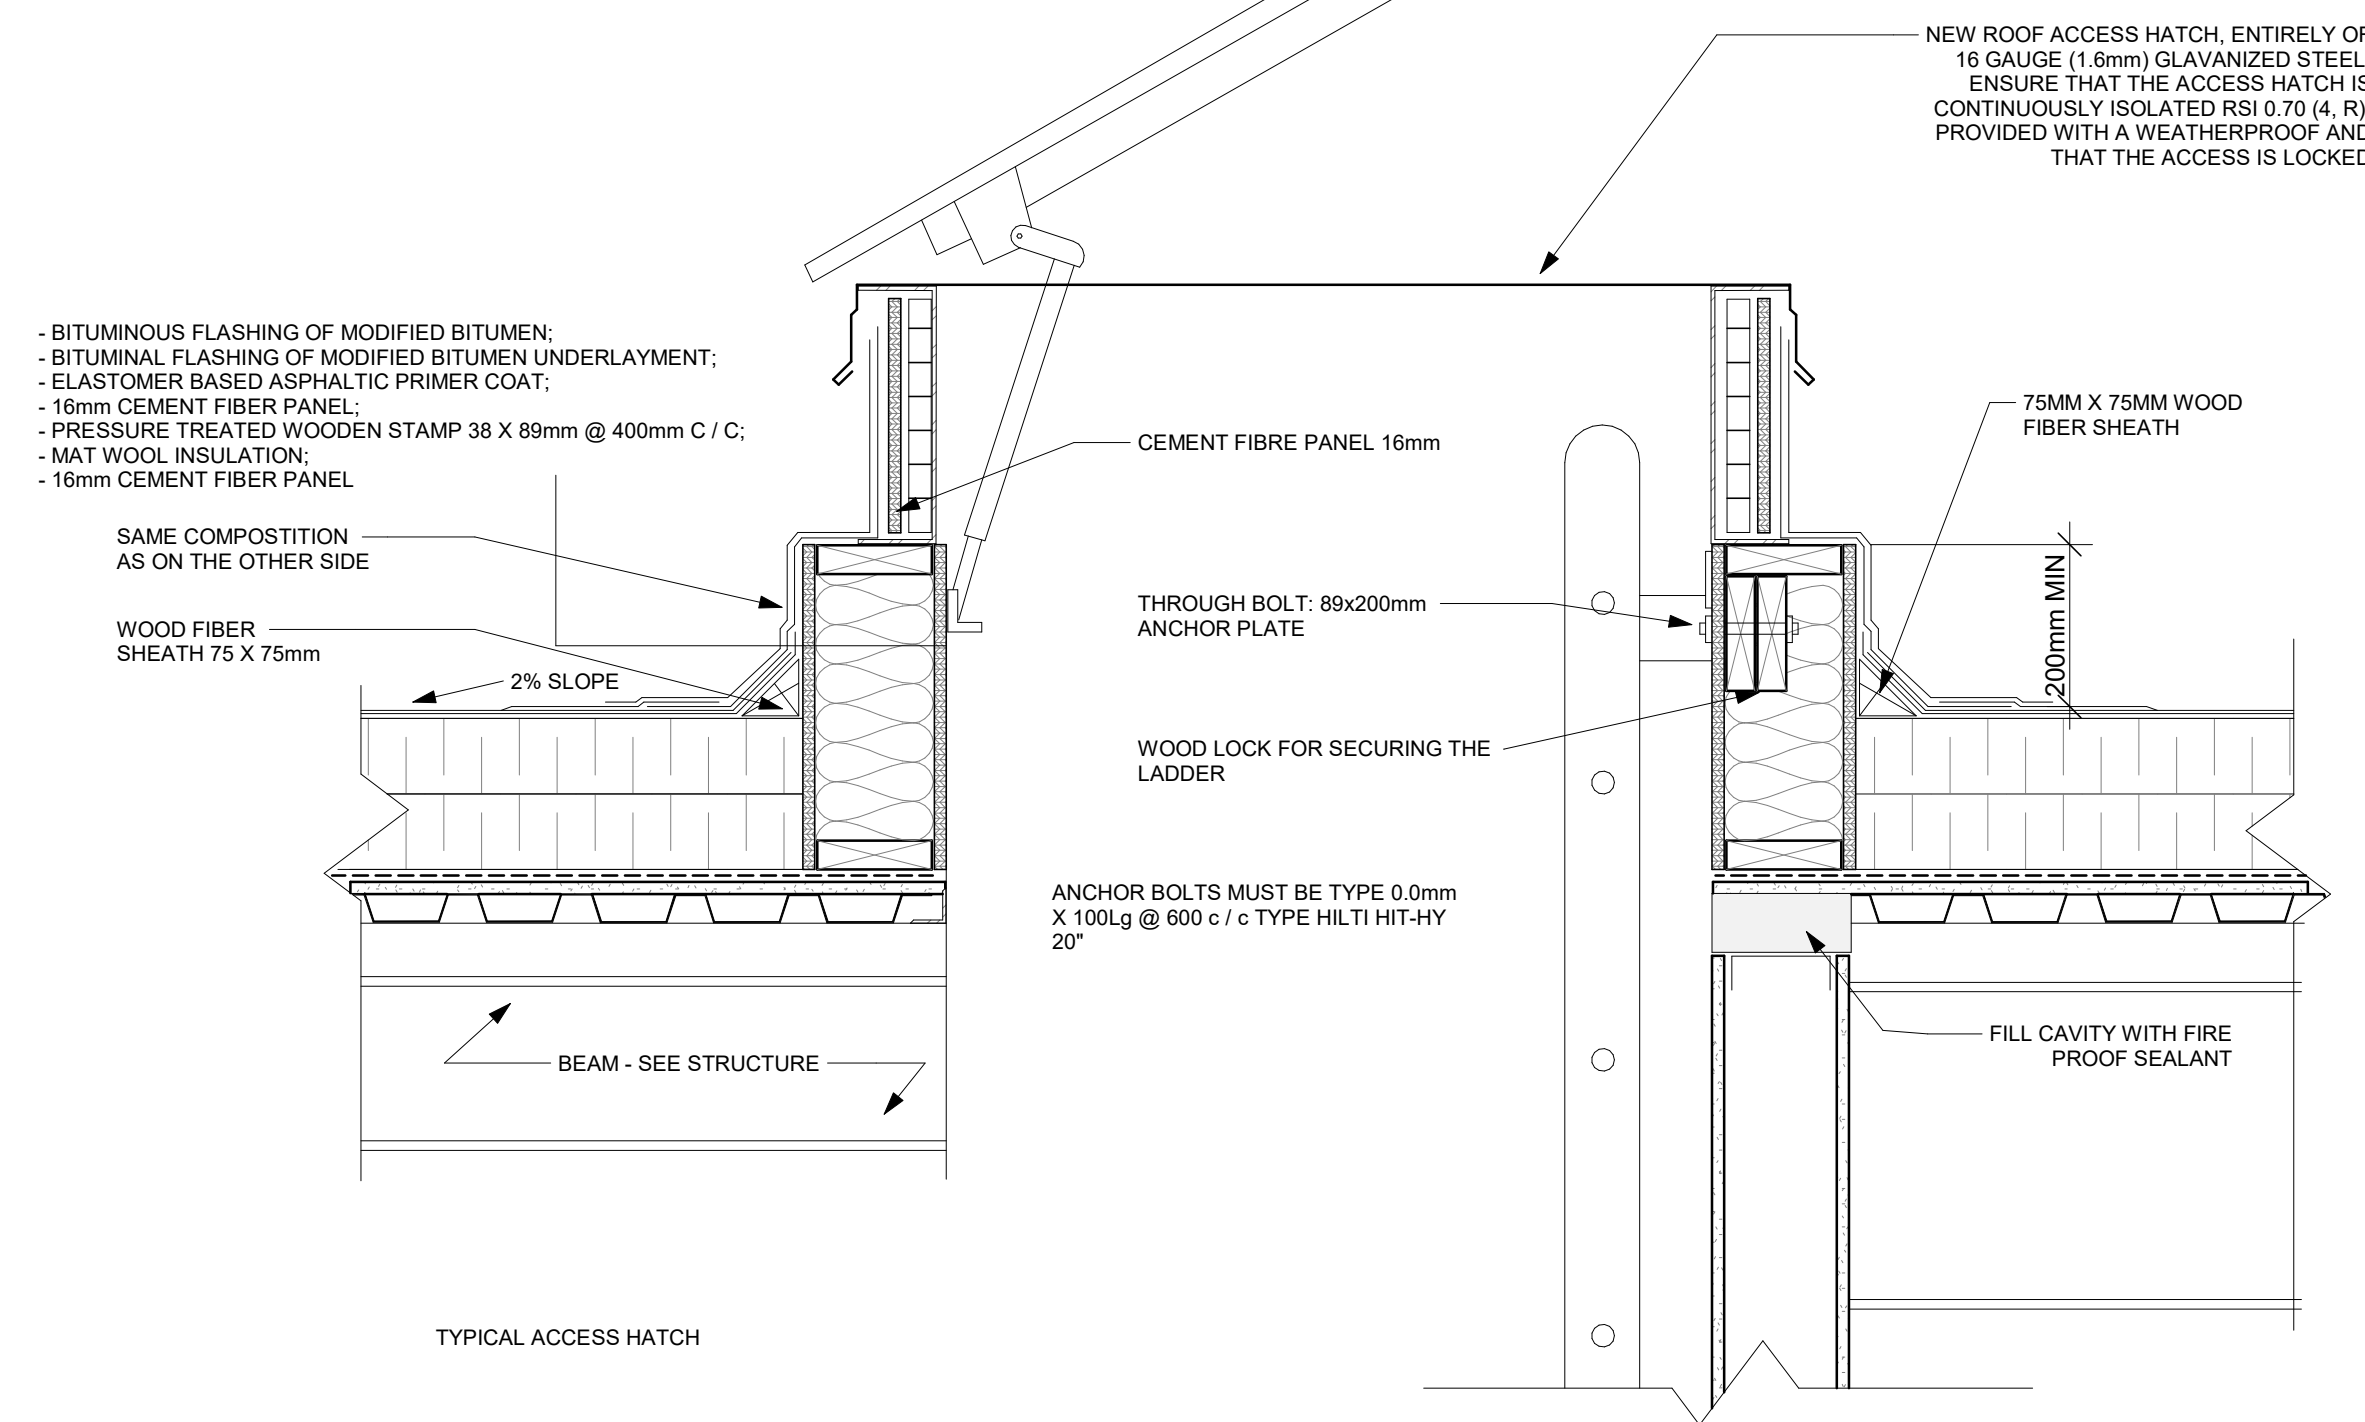 NEW ROOF ACCESS HATCH, ENTIRELY OF
16 GAUGE (1.6mm) GLAVANIZED STEEL
ENSURE THAT THE ACCESS HATCH IS
CONTINUOUSLY ISOLATED RSI 0.70 (4, R)
PROVIDED WITH A WEATHERPROOF AND
THAT THE ACCESS IS LOCKED
- BITUMINOUS FLASHING OF MODIFIED BITUMEN;
- BITUMINAL FLASHING OF MODIFIED BITUMEN UNDERLAYMENT;
- ELASTOMER BASED ASPHALTIC PRIMER COAT;
- 16mm CEMENT FIBER PANEL;
- PRESSURE TREATED WOODEN STAMP 38 X 89mm @ 400mm C / C;
- MAT WOOL INSULATION;
- 16mm CEMENT FIBER PANEL
SAME COMPOSTITION
AS ON THE OTHER SIDE
WOOD FIBER
SHEATH 75 X 75mm
2% SLOPE
CEMENT FIBRE PANEL 16mm
75MM X 75MM WOOD
FIBER SHEATH
200mm MIN
THROUGH BOLT: 89x200mm
ANCHOR PLATE
WOOD LOCK FOR SECURING THE
LADDER
ANCHOR BOLTS MUST BE TYPE 0.0mm
X 100Lg @ 600 c / c TYPE HILTI HIT-HY
20"
BEAM - SEE STRUCTURE
FILL CAVITY WITH FIRE
PROOF SEALANT
TYPICAL ACCESS HATCH